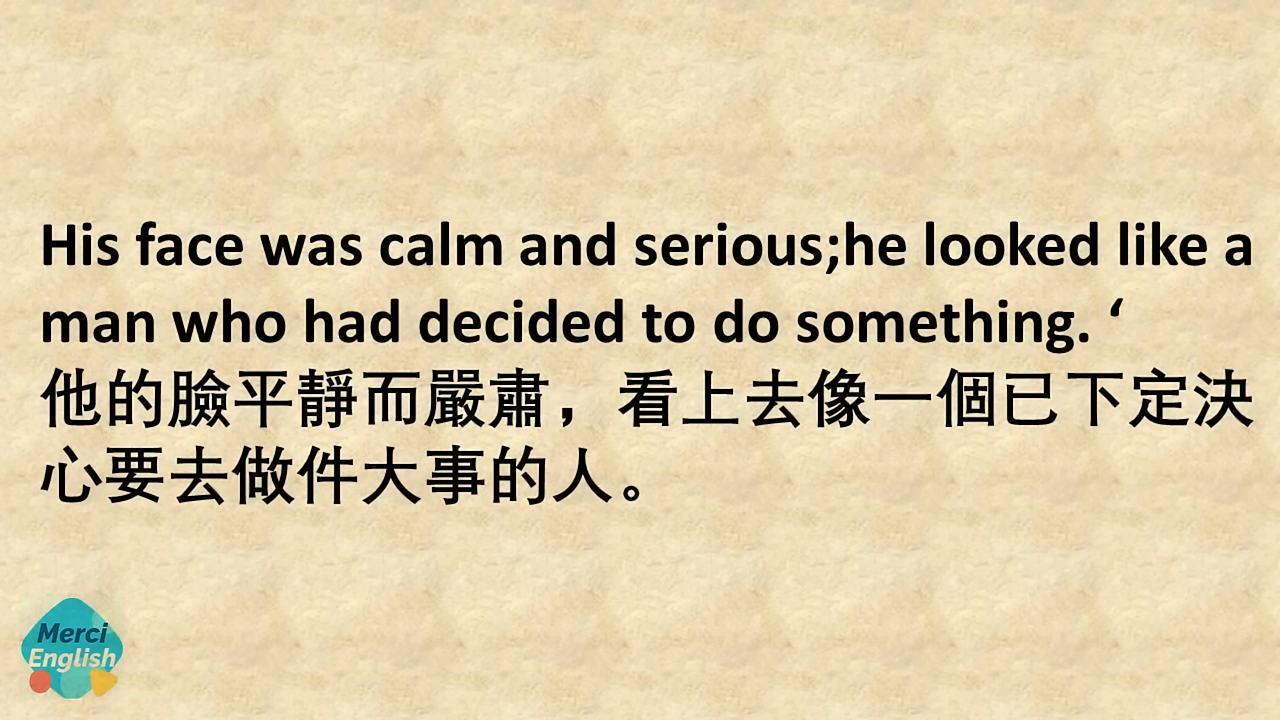 His face was calm and serious;he looked like a
man who had decided to do something. ‘
他的臉平靜而嚴肅，看上去像一個已下定決
心要去做件大事的人。
Merci
English